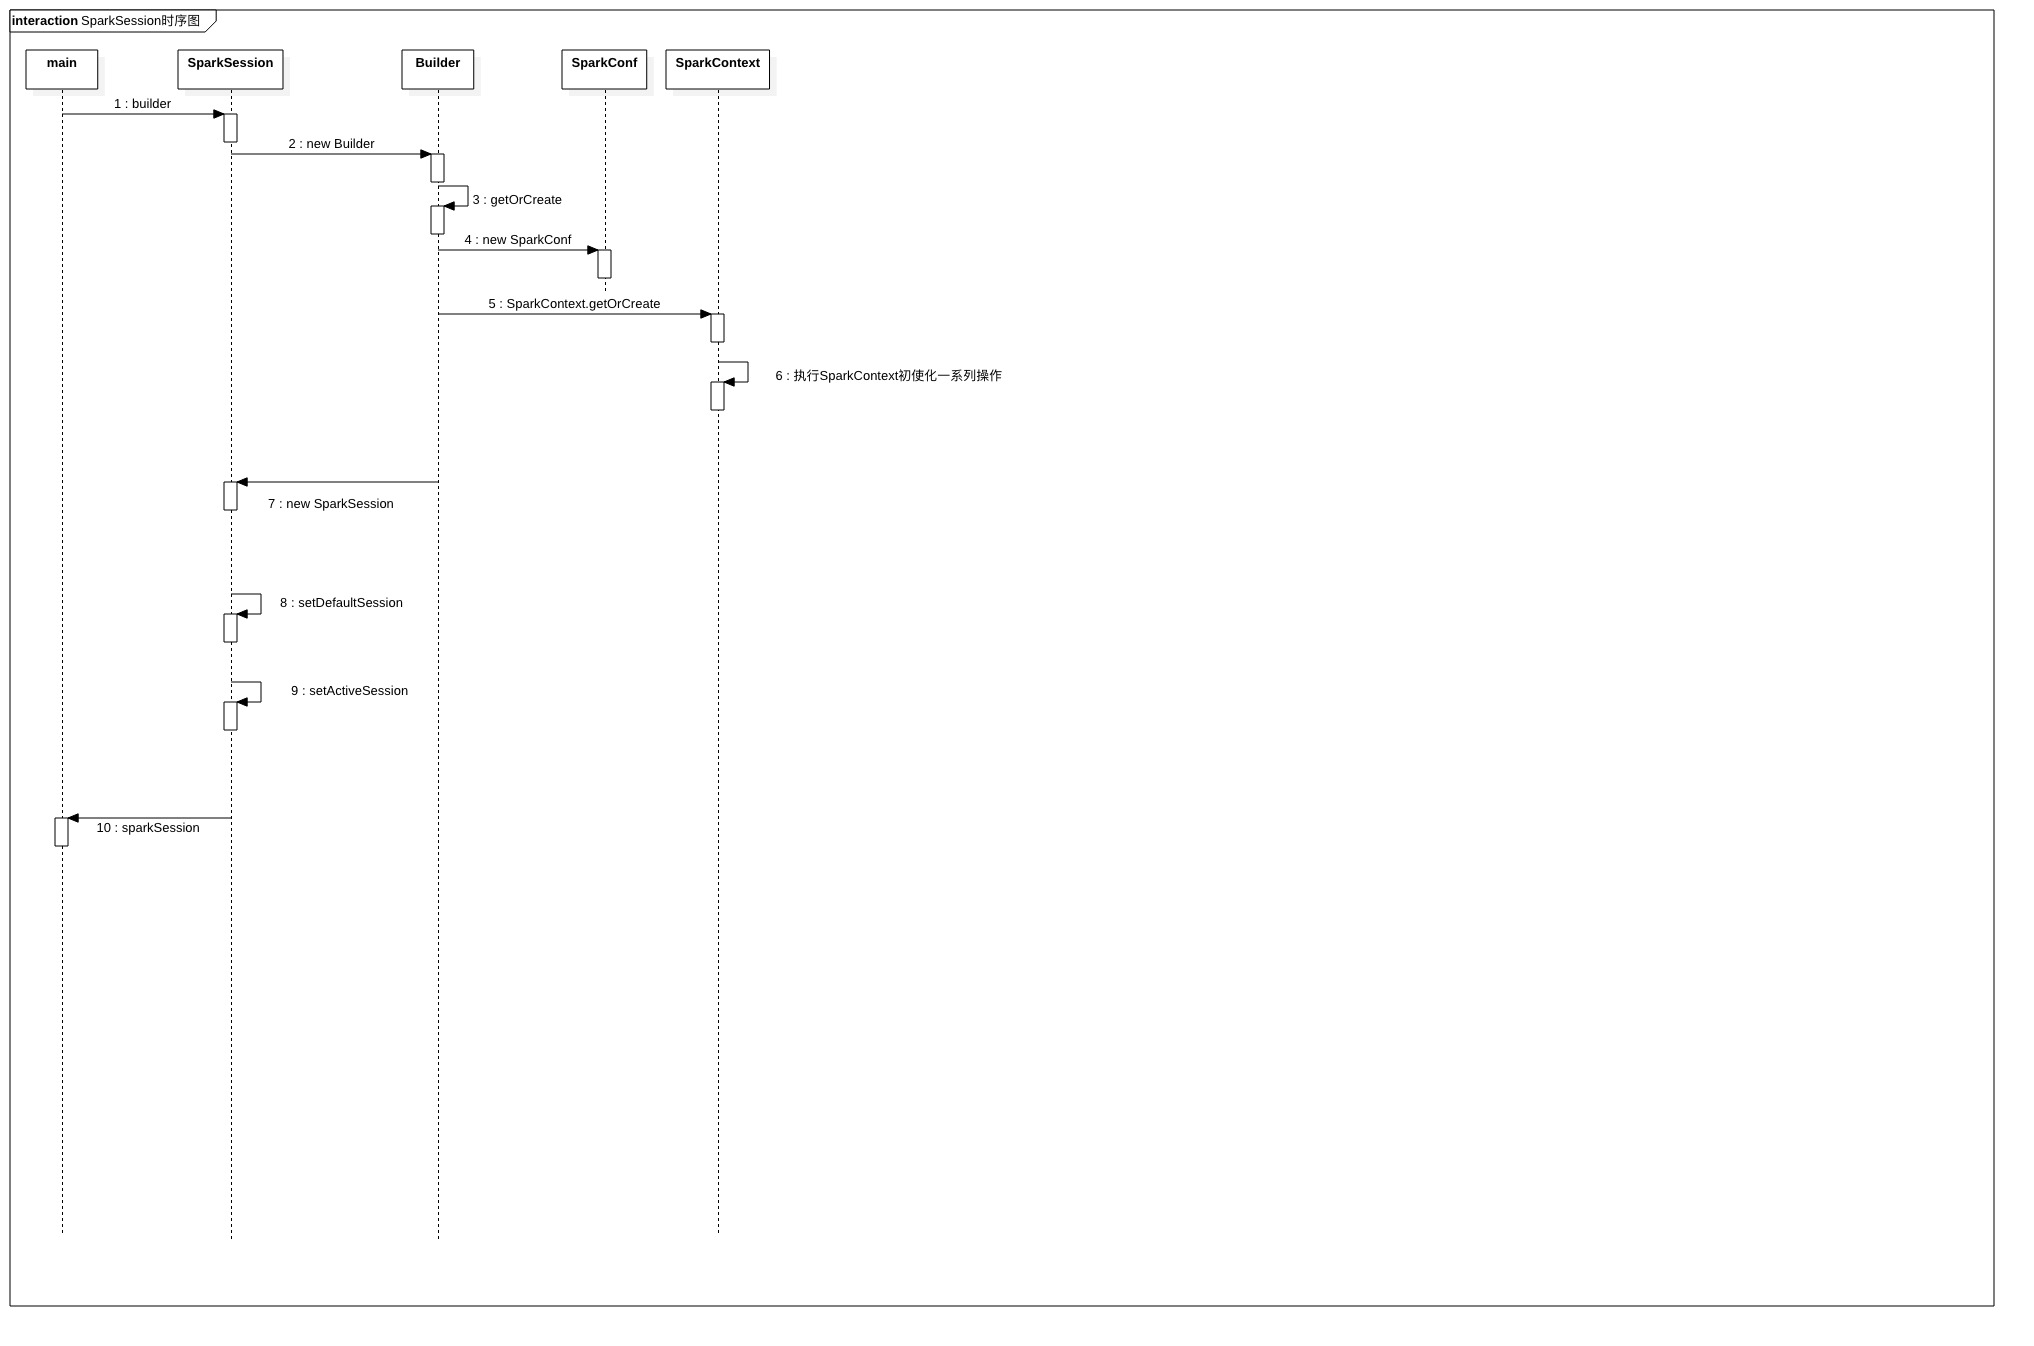 interaction SparkSession时序图
main
SparkSession
Builder
SparkConf
SparkContext
1 : builder
2 : new Builder
3 : getOrCreate
4 : new SparkConf
5 : SparkContext.getOrCreate
6 : 执行SparkContext初使化一系列操作
7 : new SparkSession
8 : setDefaultSession
9 : setActiveSession
10 : sparkSession